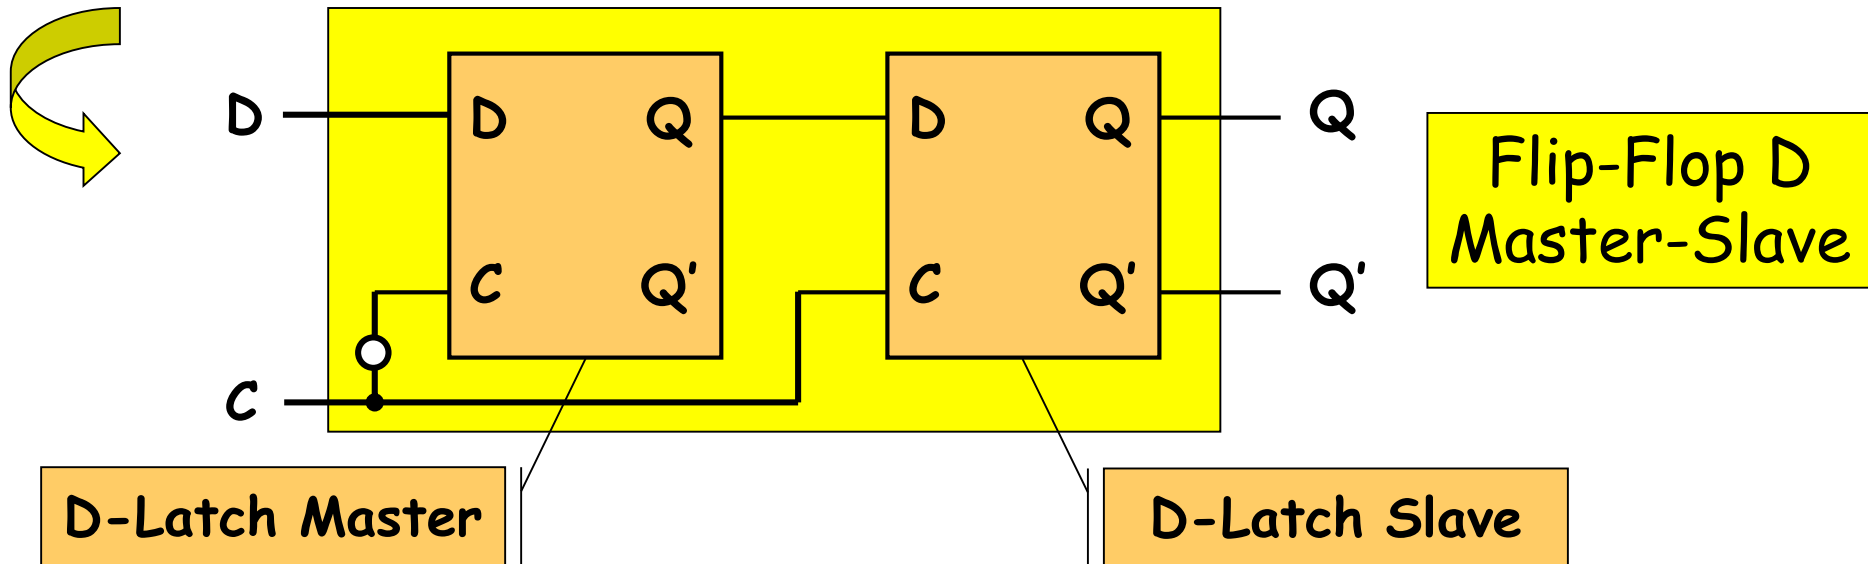 D D Q D Q Q
Flip-Flop D
Master-Slave
C Q' C Q' Q'
C
D-Latch Master
D-Latch Slave